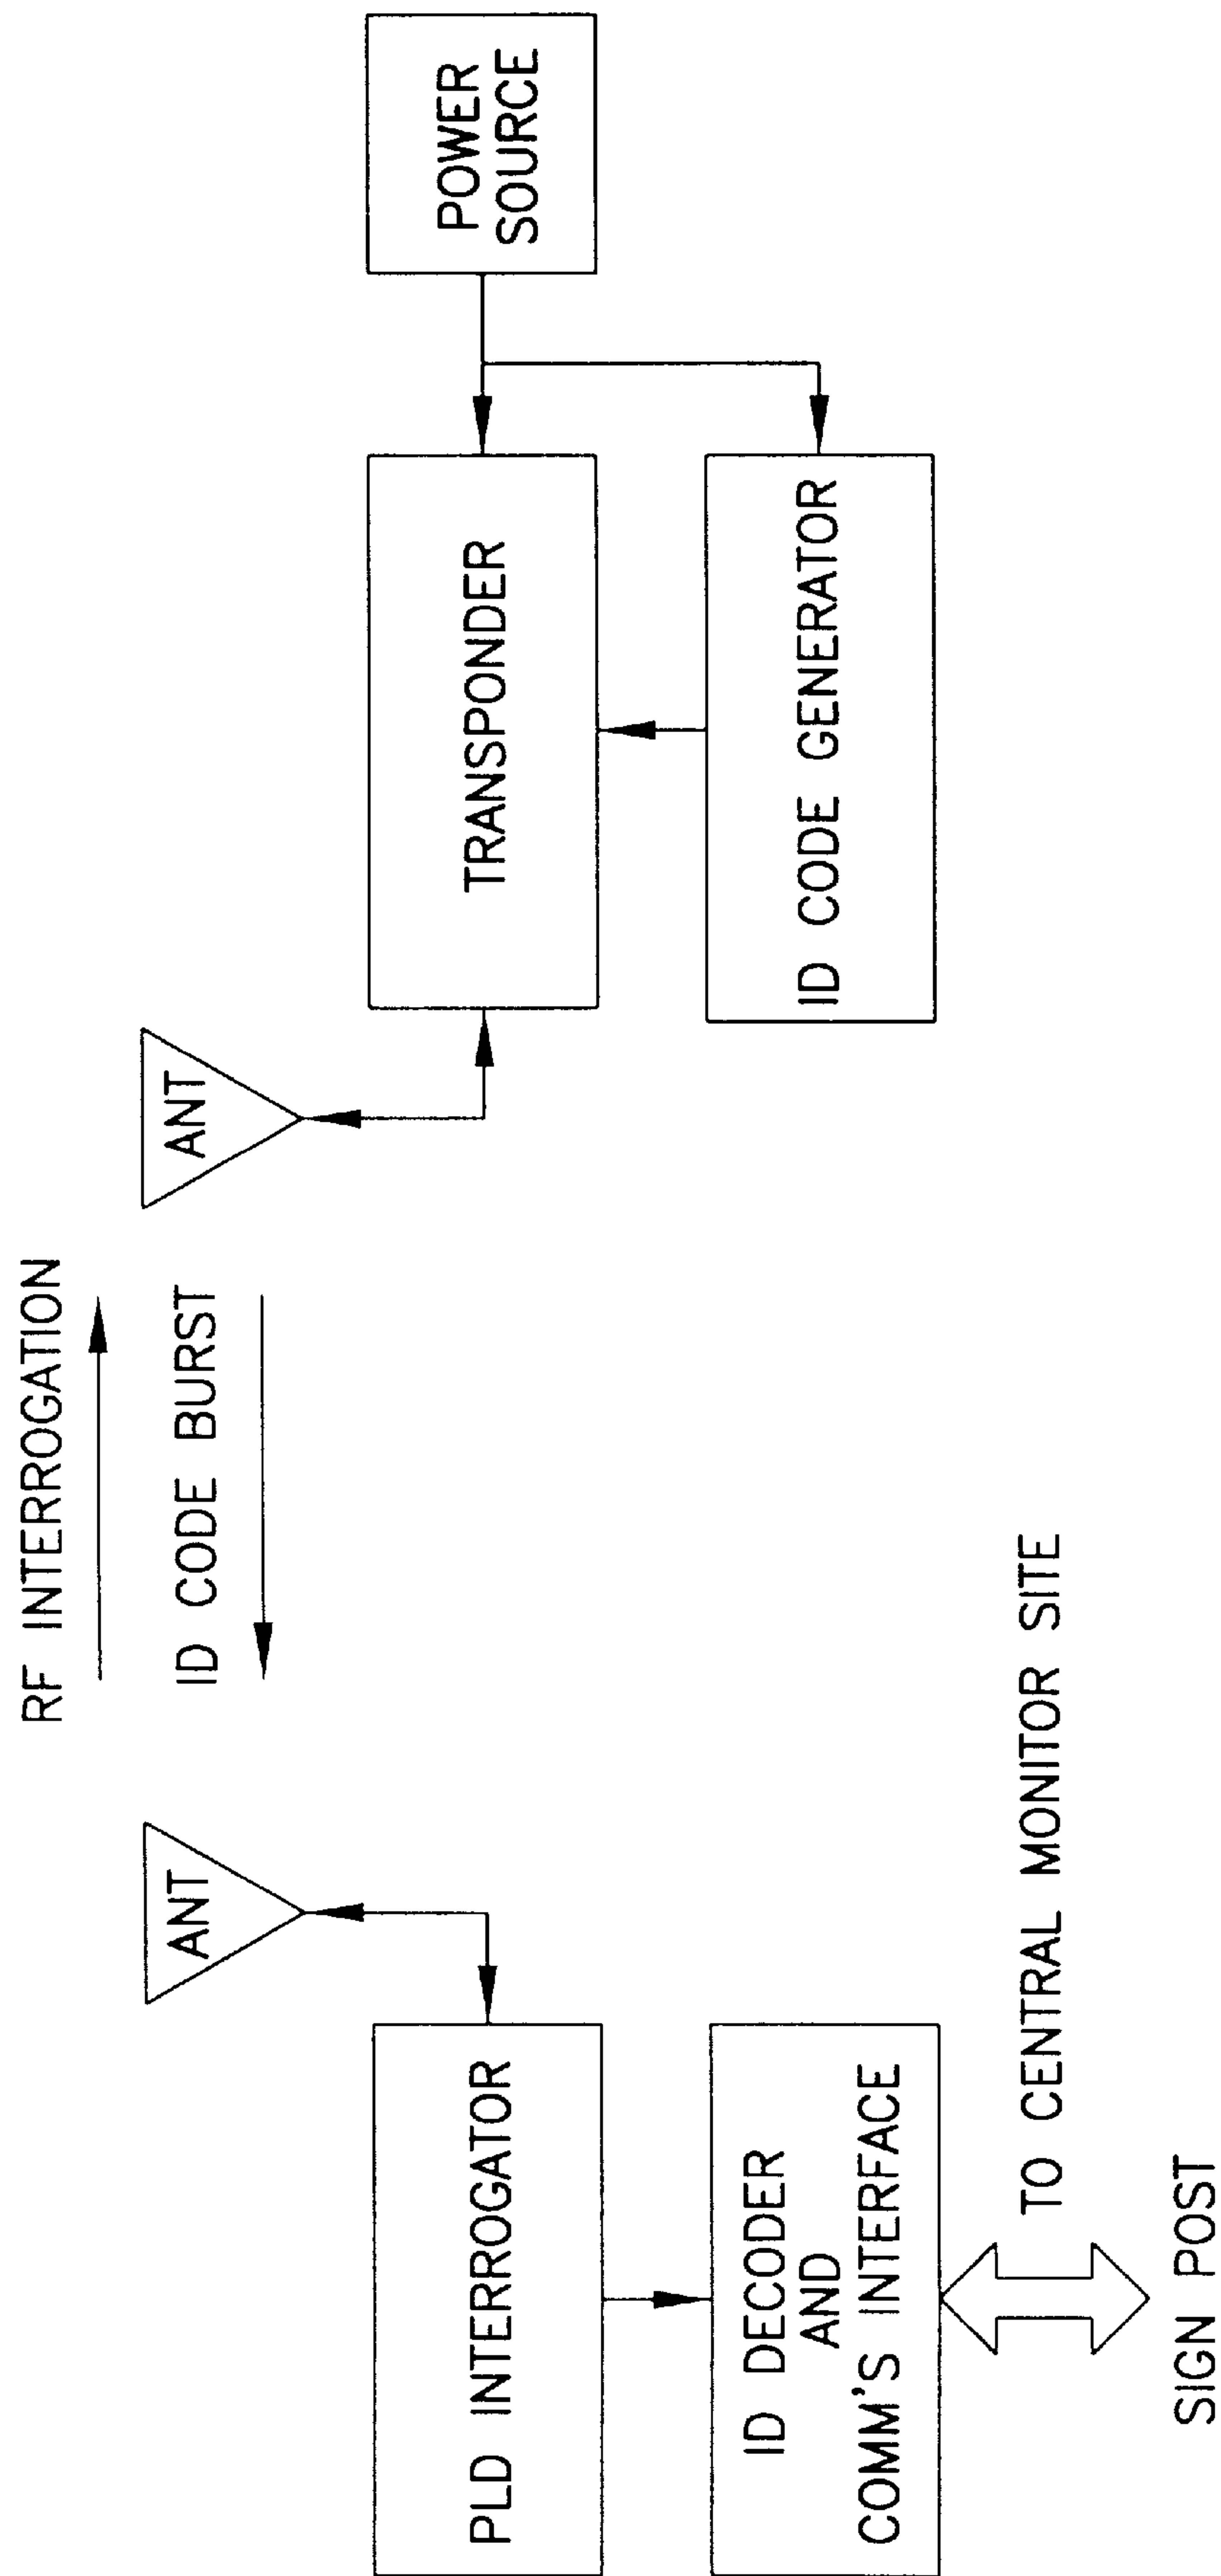 RF INTERROGATION
ID CODE BURST
ANT
ANT
PLD INTERROGATOR
TRANSPONDER
POWER
SOURCE
ID DECODER
AND
COMM'S INTERFACE
ID CODE GENERATOR
TO CENTRAL MONITOR SITE
SIGN POST